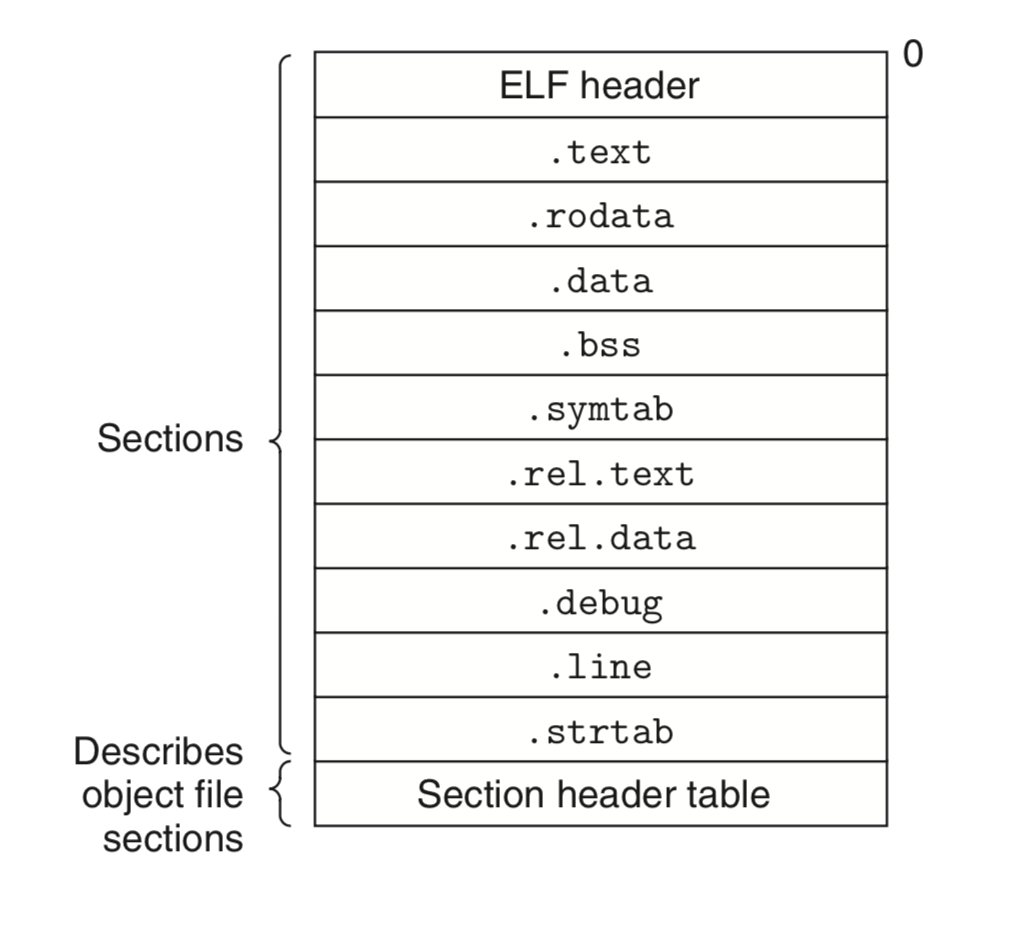 0
ELF header
.text
.rodata
.data
.bss
.symtab
.rel.text
.rel.data
.debug
.line
.strtab
Section header table
Sections
Describes
object file
sections